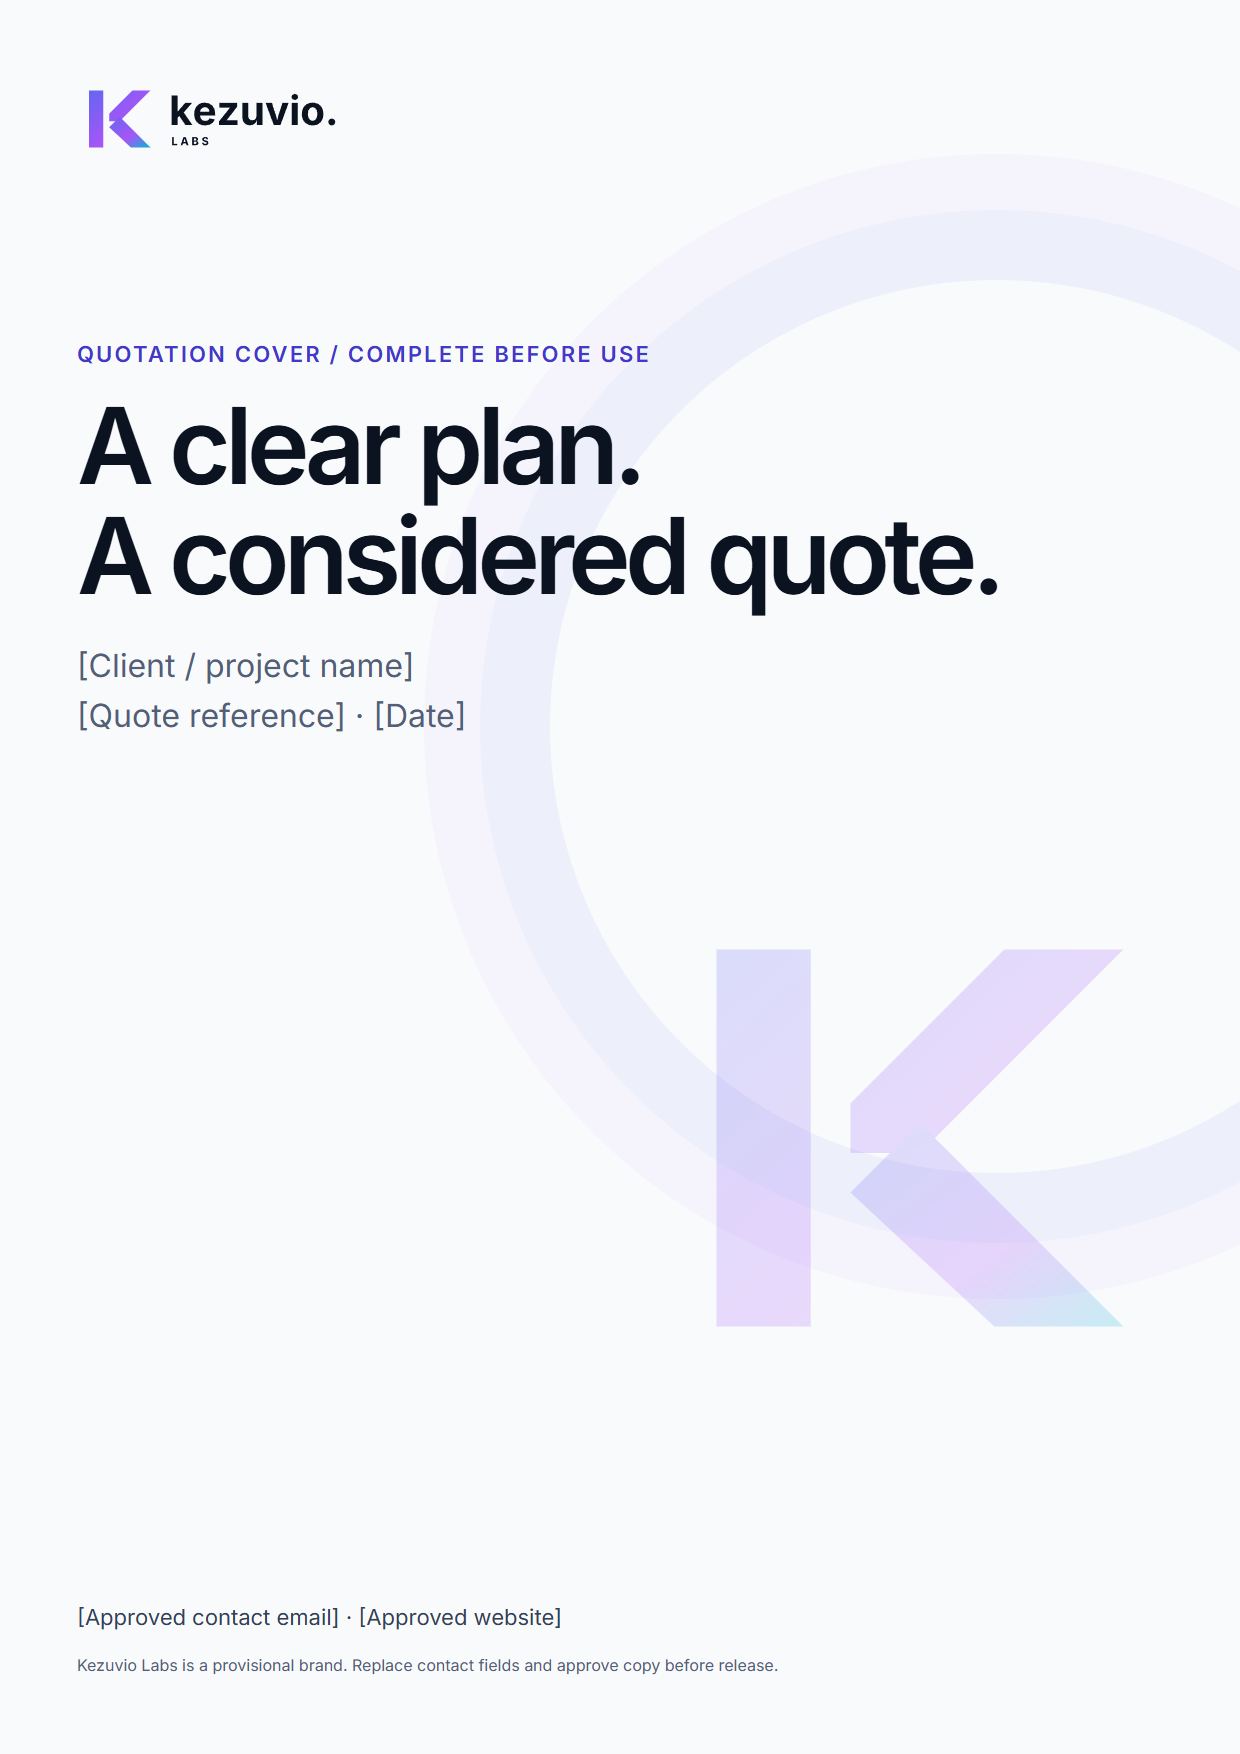 kezuvio.
LABS
QUOTATION COVER / COMPLETE BEFORE USE
A clear plan.
A considered quote.
[Client / project name]
[Quote reference] · [Date]
[Approved contact email] · [Approved website]
Kezuvio Labs is a provisional brand. Replace contact fields and approve copy before release.